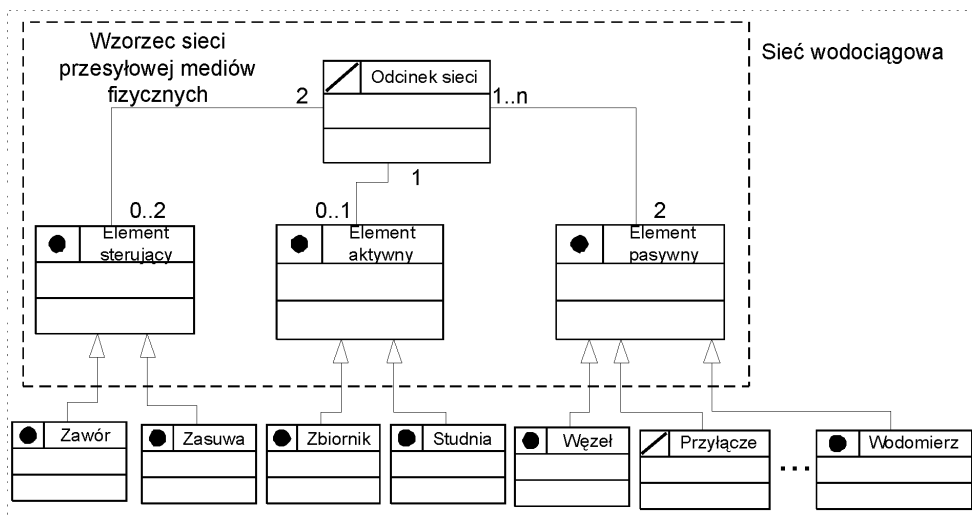 Wzorzec sieci
przesyłowej mediów
fizycznych
Sieć wodociągowa
Odcinek sieci
2
1..n
1
0..2
0..1
2
Element
sterujący
Element
aktywny
Element
pasywny
Zawór
Zasuwa
Zbiornik
Studnia
Węzeł
Przyłącze
...
Wodomierz